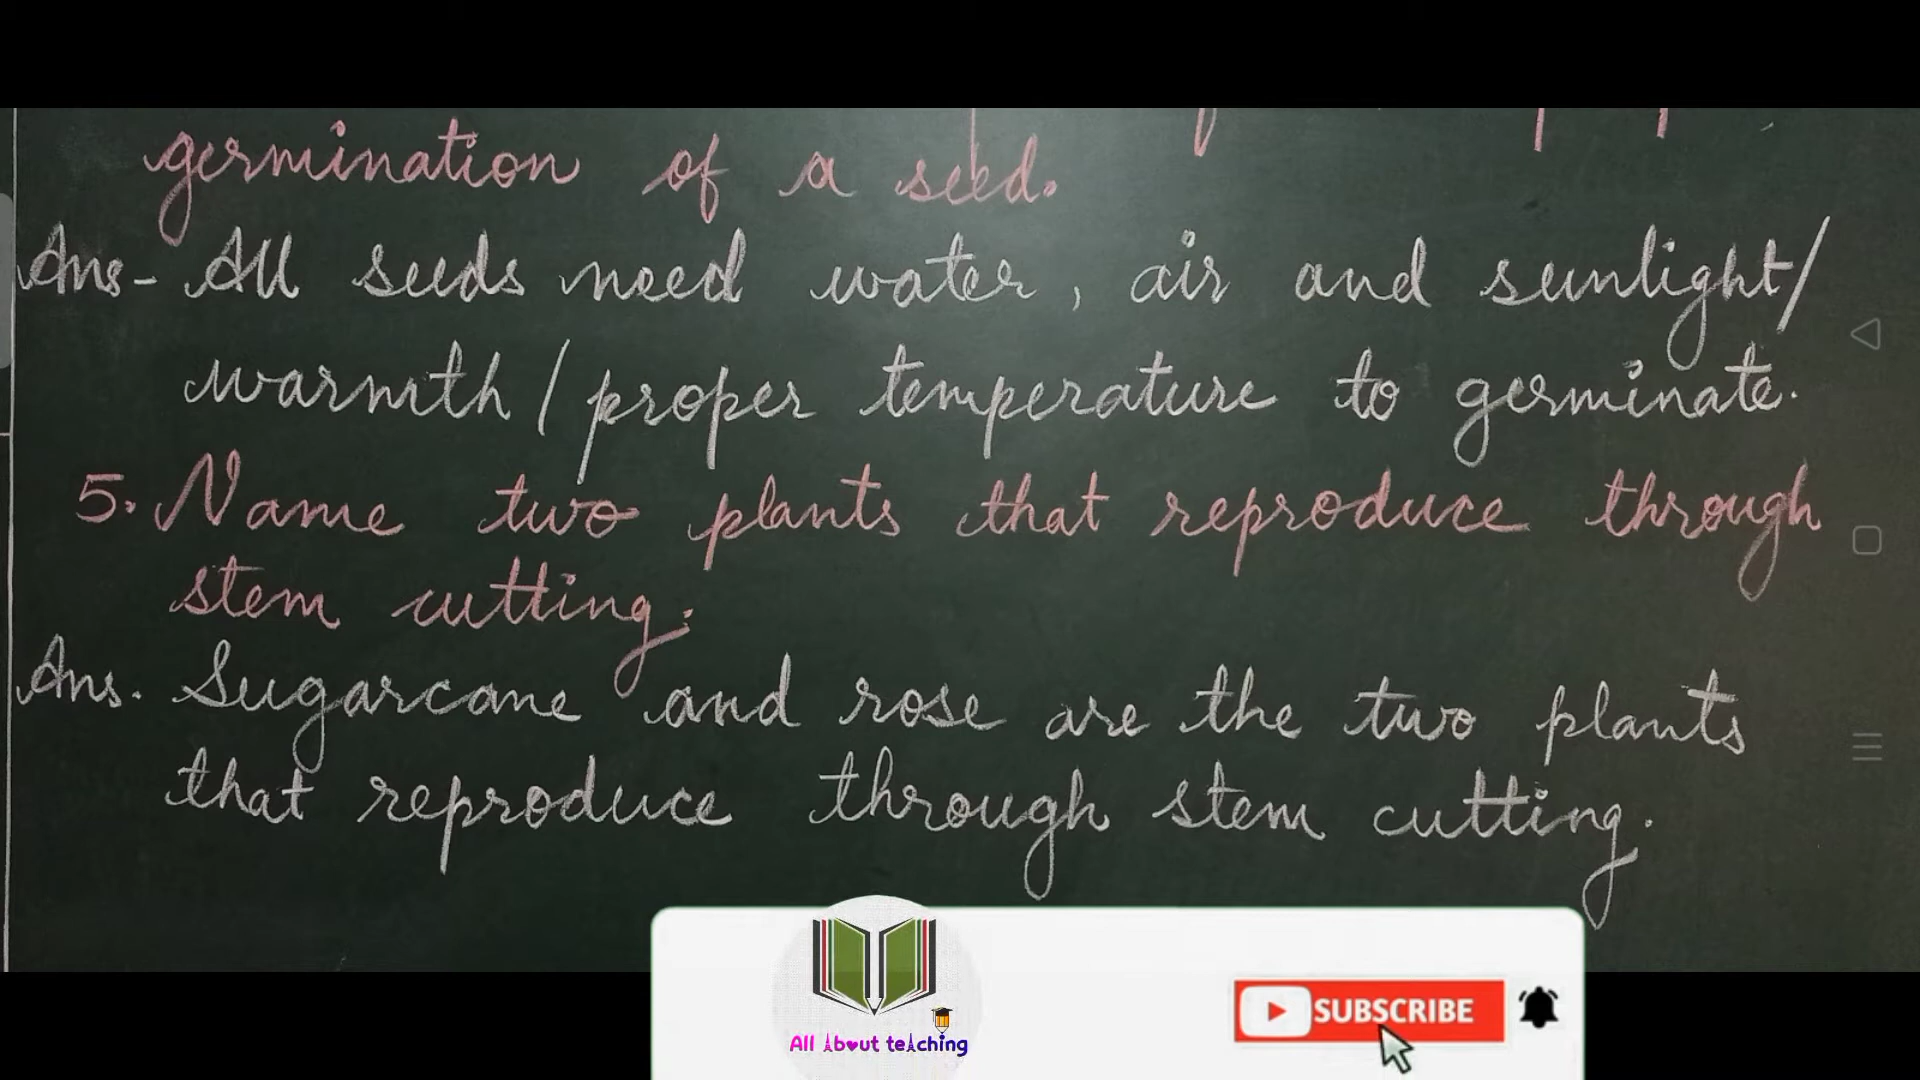 germination of a seed.
Ans- All seeds need water, air and sunlight/
warmth/proper temperature to germinate.
5. Name two plants that reproduce through
stem cutting.
Ans. Sugarcane and rose are the two plants
that reproduce through stem cutting.
All About teaching
SUBSCRIBE